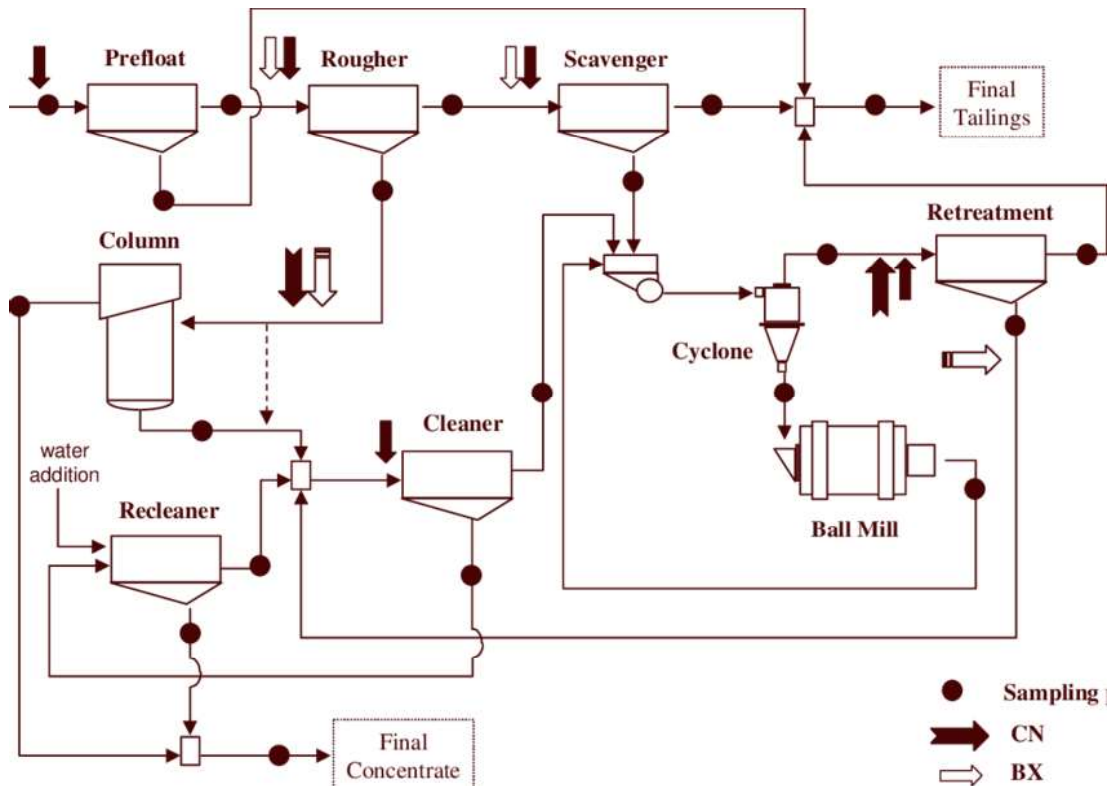 Prefloat
Rougher
Scavenger
Final
Tailings
Column
Retreatment
Cyclone
Cleaner
water
addition
Recleaner
Ball Mill
Sampling
CN
BX
Final
Concentrate